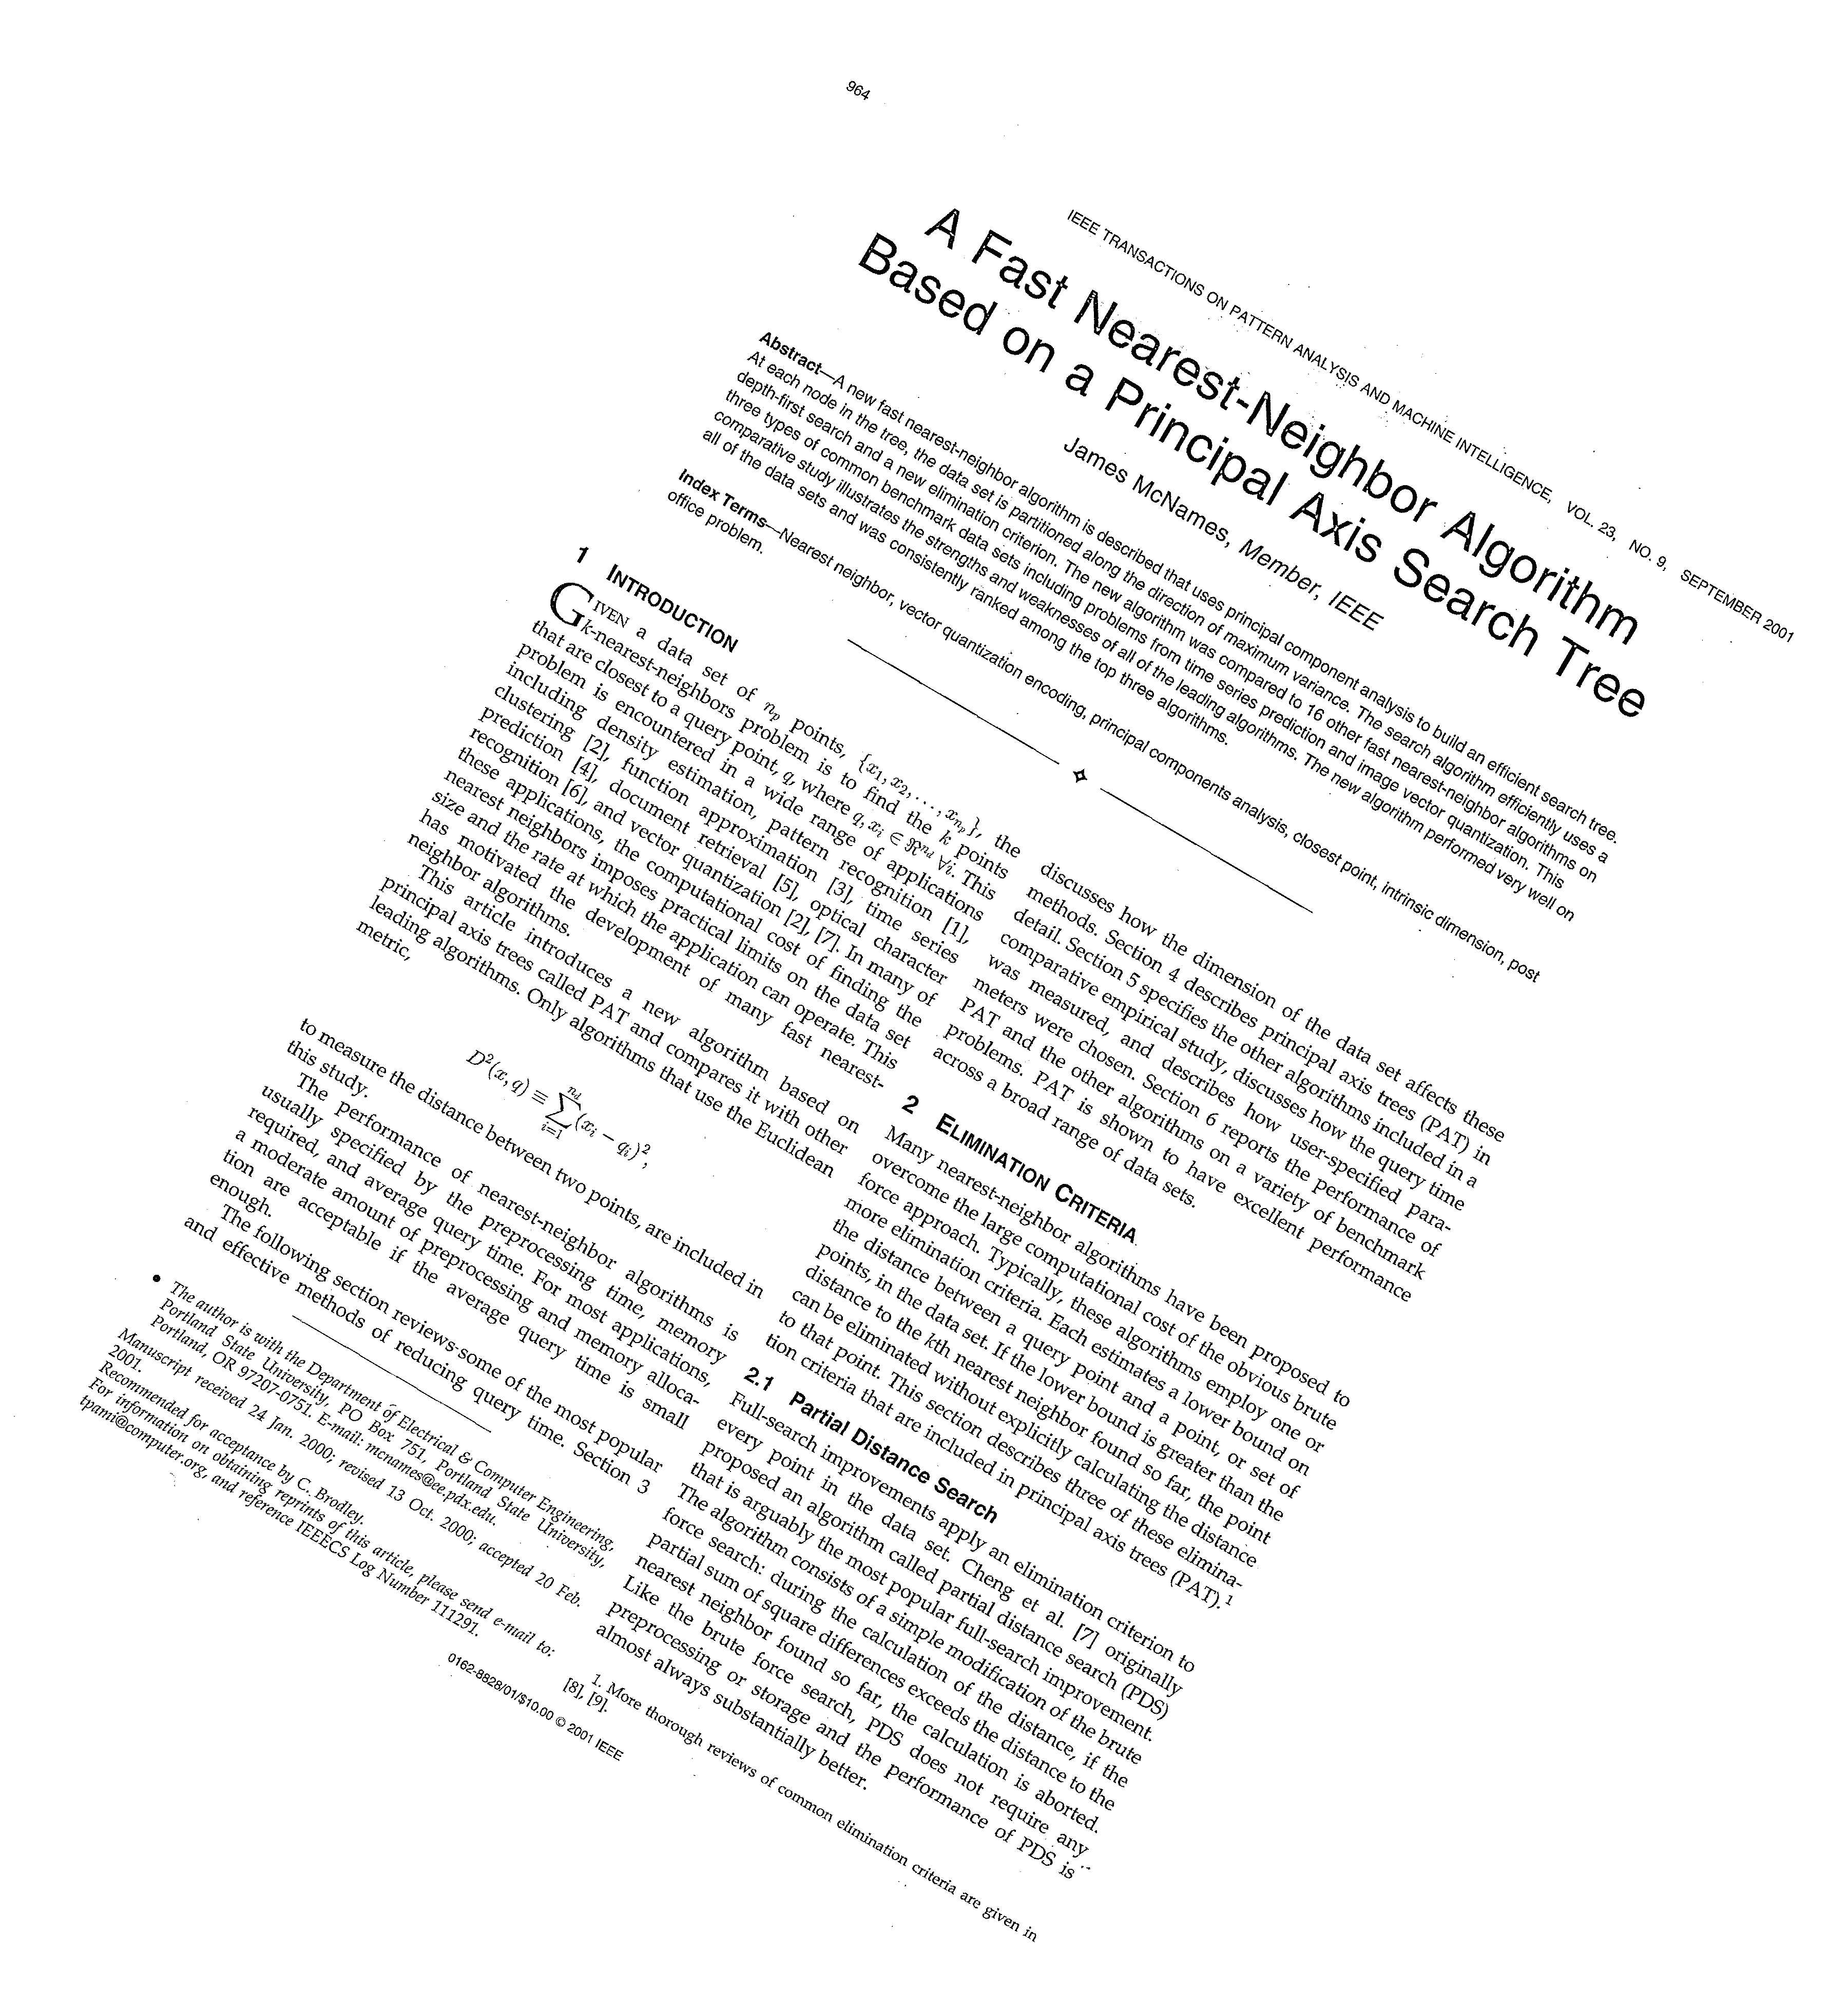 964
IEEE TRANSACTIONS ON PATTERN ANALYSIS AND MACHINE INTELLIGENCE, VOL. 23, NO. 9, SEPTEMBER 2001
A Fast Nearest-Neighbor Algorithm
Based on a Principal Axis Search Tree
James McNames, Member, IEEE
Abstract—A new fast nearest-neighbor algorithm is described that uses principal component analysis to build an efficient search tree.
At each node in the tree, the data set is partitioned along the direction of maximum variance. The search algorithm efficiently uses a
depth-first search and a new elimination criterion. The new algorithm was compared to 16 other fast nearest-neighbor algorithms on
three types of common benchmark data sets including problems from time series prediction and image vector quantization. This
comparative study illustrates the strengths and weaknesses of all of the leading algorithms. The new algorithm performed very well on
all of the data sets and was consistently ranked among the top three algorithms.
Index Terms—Nearest neighbor, vector quantization encoding, principal components analysis, closest point, intrinsic dimension, post
office problem.
1 INTRODUCTION
GIVEN a data set of n_p points, {x_1, x_2, ..., x_{n_p}}, the
k-nearest-neighbors problem is to find the k points
that are closest to a query point, q, where q, x_i ∈ ℜ^{n_d} ∀i. This
problem is encountered in a wide range of applications
including density estimation, pattern recognition [1],
clustering [2], function approximation [3], time series
prediction [4], document retrieval [5], optical character
recognition [6], and vector quantization [2], [7]. In many of
these applications, the computational cost of finding the
nearest neighbors imposes practical limits on the data set
size and the rate at which the application can operate. This
has motivated the development of many fast nearest-
neighbor algorithms.
This article introduces a new algorithm based on
principal axis trees called PAT and compares it with other
leading algorithms. Only algorithms that use the Euclidean
metric,
D²(x, q) ≡ ∑_{i=1}^{n_d} (x_i − q_i)²,
to measure the distance between two points, are included in
this study.
The performance of nearest-neighbor algorithms is
usually specified by the preprocessing time, memory
required, and average query time. For most applications,
a moderate amount of preprocessing and memory alloca-
tion are acceptable if the average query time is small
enough.
The following section reviews some of the most popular
and effective methods of reducing query time. Section 3
• The author is with the Department of Electrical & Computer Engineering,
Portland State University, PO Box 751, Portland State University,
Portland, OR 97207-0751. E-mail: mcnames@ee.pdx.edu.
Manuscript received 24 Jan. 2000; revised 13 Oct. 2000; accepted 20 Feb.
2001.
Recommended for acceptance by C. Brodley.
For information on obtaining reprints of this article, please send e-mail to:
tpami@computer.org, and reference IEEECS Log Number 111291.
discusses how the dimension of the data set affects these
methods. Section 4 describes principal axis trees (PAT) in
detail. Section 5 specifies the other algorithms included in a
comparative empirical study, discusses how the query time
was measured, and describes how user-specified para-
meters were chosen. Section 6 reports the performance of
PAT and the other algorithms on a variety of benchmark
problems. PAT is shown to have excellent performance
across a broad range of data sets.
2 ELIMINATION CRITERIA
Many nearest-neighbor algorithms have been proposed to
overcome the large computational cost of the obvious brute
force approach. Typically, these algorithms employ one or
more elimination criteria. Each estimates a lower bound on
the distance between a query point and a point, or set of
points, in the data set. If the lower bound is greater than the
distance to the kth nearest neighbor found so far, the point
can be eliminated without explicitly calculating the distance
to that point. This section describes three of these elimina-
tion criteria that are included in principal axis trees (PAT).¹
2.1 Partial Distance Search
Full-search improvements apply an elimination criterion to
every point in the data set. Cheng et al. [7] originally
proposed an algorithm called partial distance search (PDS)
that is arguably the most popular full-search improvement.
The algorithm consists of a simple modification of the brute
force search: during the calculation of the distance, if the
partial sum of square differences exceeds the distance to the
nearest neighbor found so far, the calculation is aborted.
Like the brute force search, PDS does not require any
preprocessing or storage and the performance of PDS is
almost always substantially better.
1. More thorough reviews of common elimination criteria are given in
[8], [9].
0162-8828/01/$10.00 © 2001 IEEE